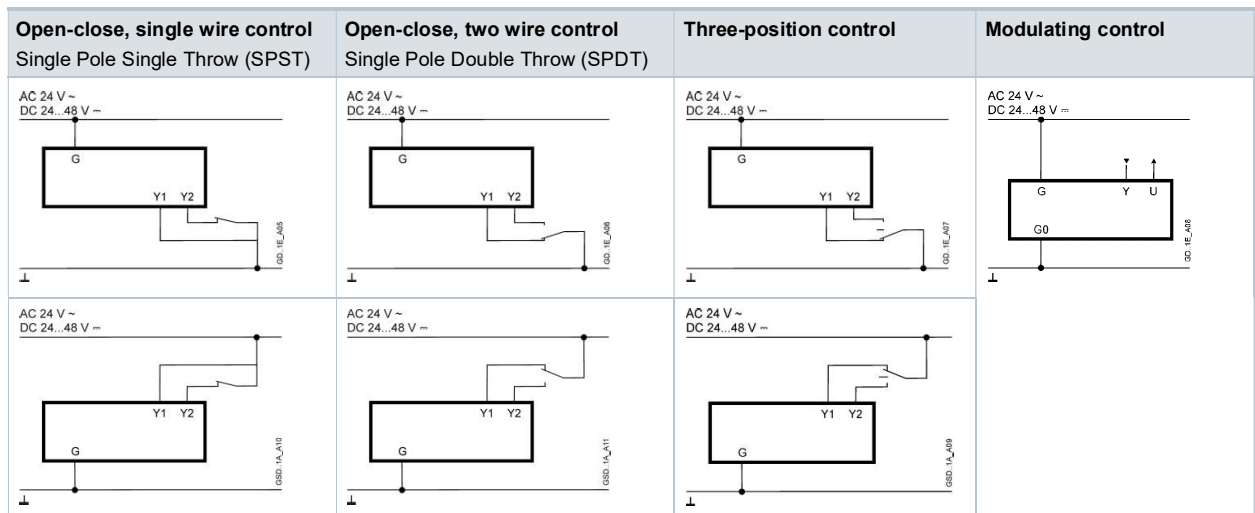 Open-close, single wire control
Single Pole Single Throw (SPST)
Open-close, two wire control
Single Pole Double Throw (SPDT)
Three-position control
Modulating control
AC 24 V ~
DC 24...48 V ⎓
G
Y1 Y2
GD..1E_A05
⊥
AC 24 V ~
DC 24...48 V ⎓
G
Y1 Y2
GD..1E_A06
⊥
AC 24 V ~
DC 24...48 V ⎓
G
Y1 Y2
GD..1E_A07
⊥
AC 24 V ~
DC 24...48 V ⎓
G
Y U
G0
GD..1E_A08
⊥
AC 24 V ~
DC 24...48 V ⎓
Y1 Y2
G
GSD..1A_A10
⊥
AC 24 V ~
DC 24...48 V ⎓
Y1 Y2
G
GSD..1A_A11
⊥
AC 24 V ~
DC 24...48 V ⎓
Y1 Y2
G
GSD..1A_A09
⊥